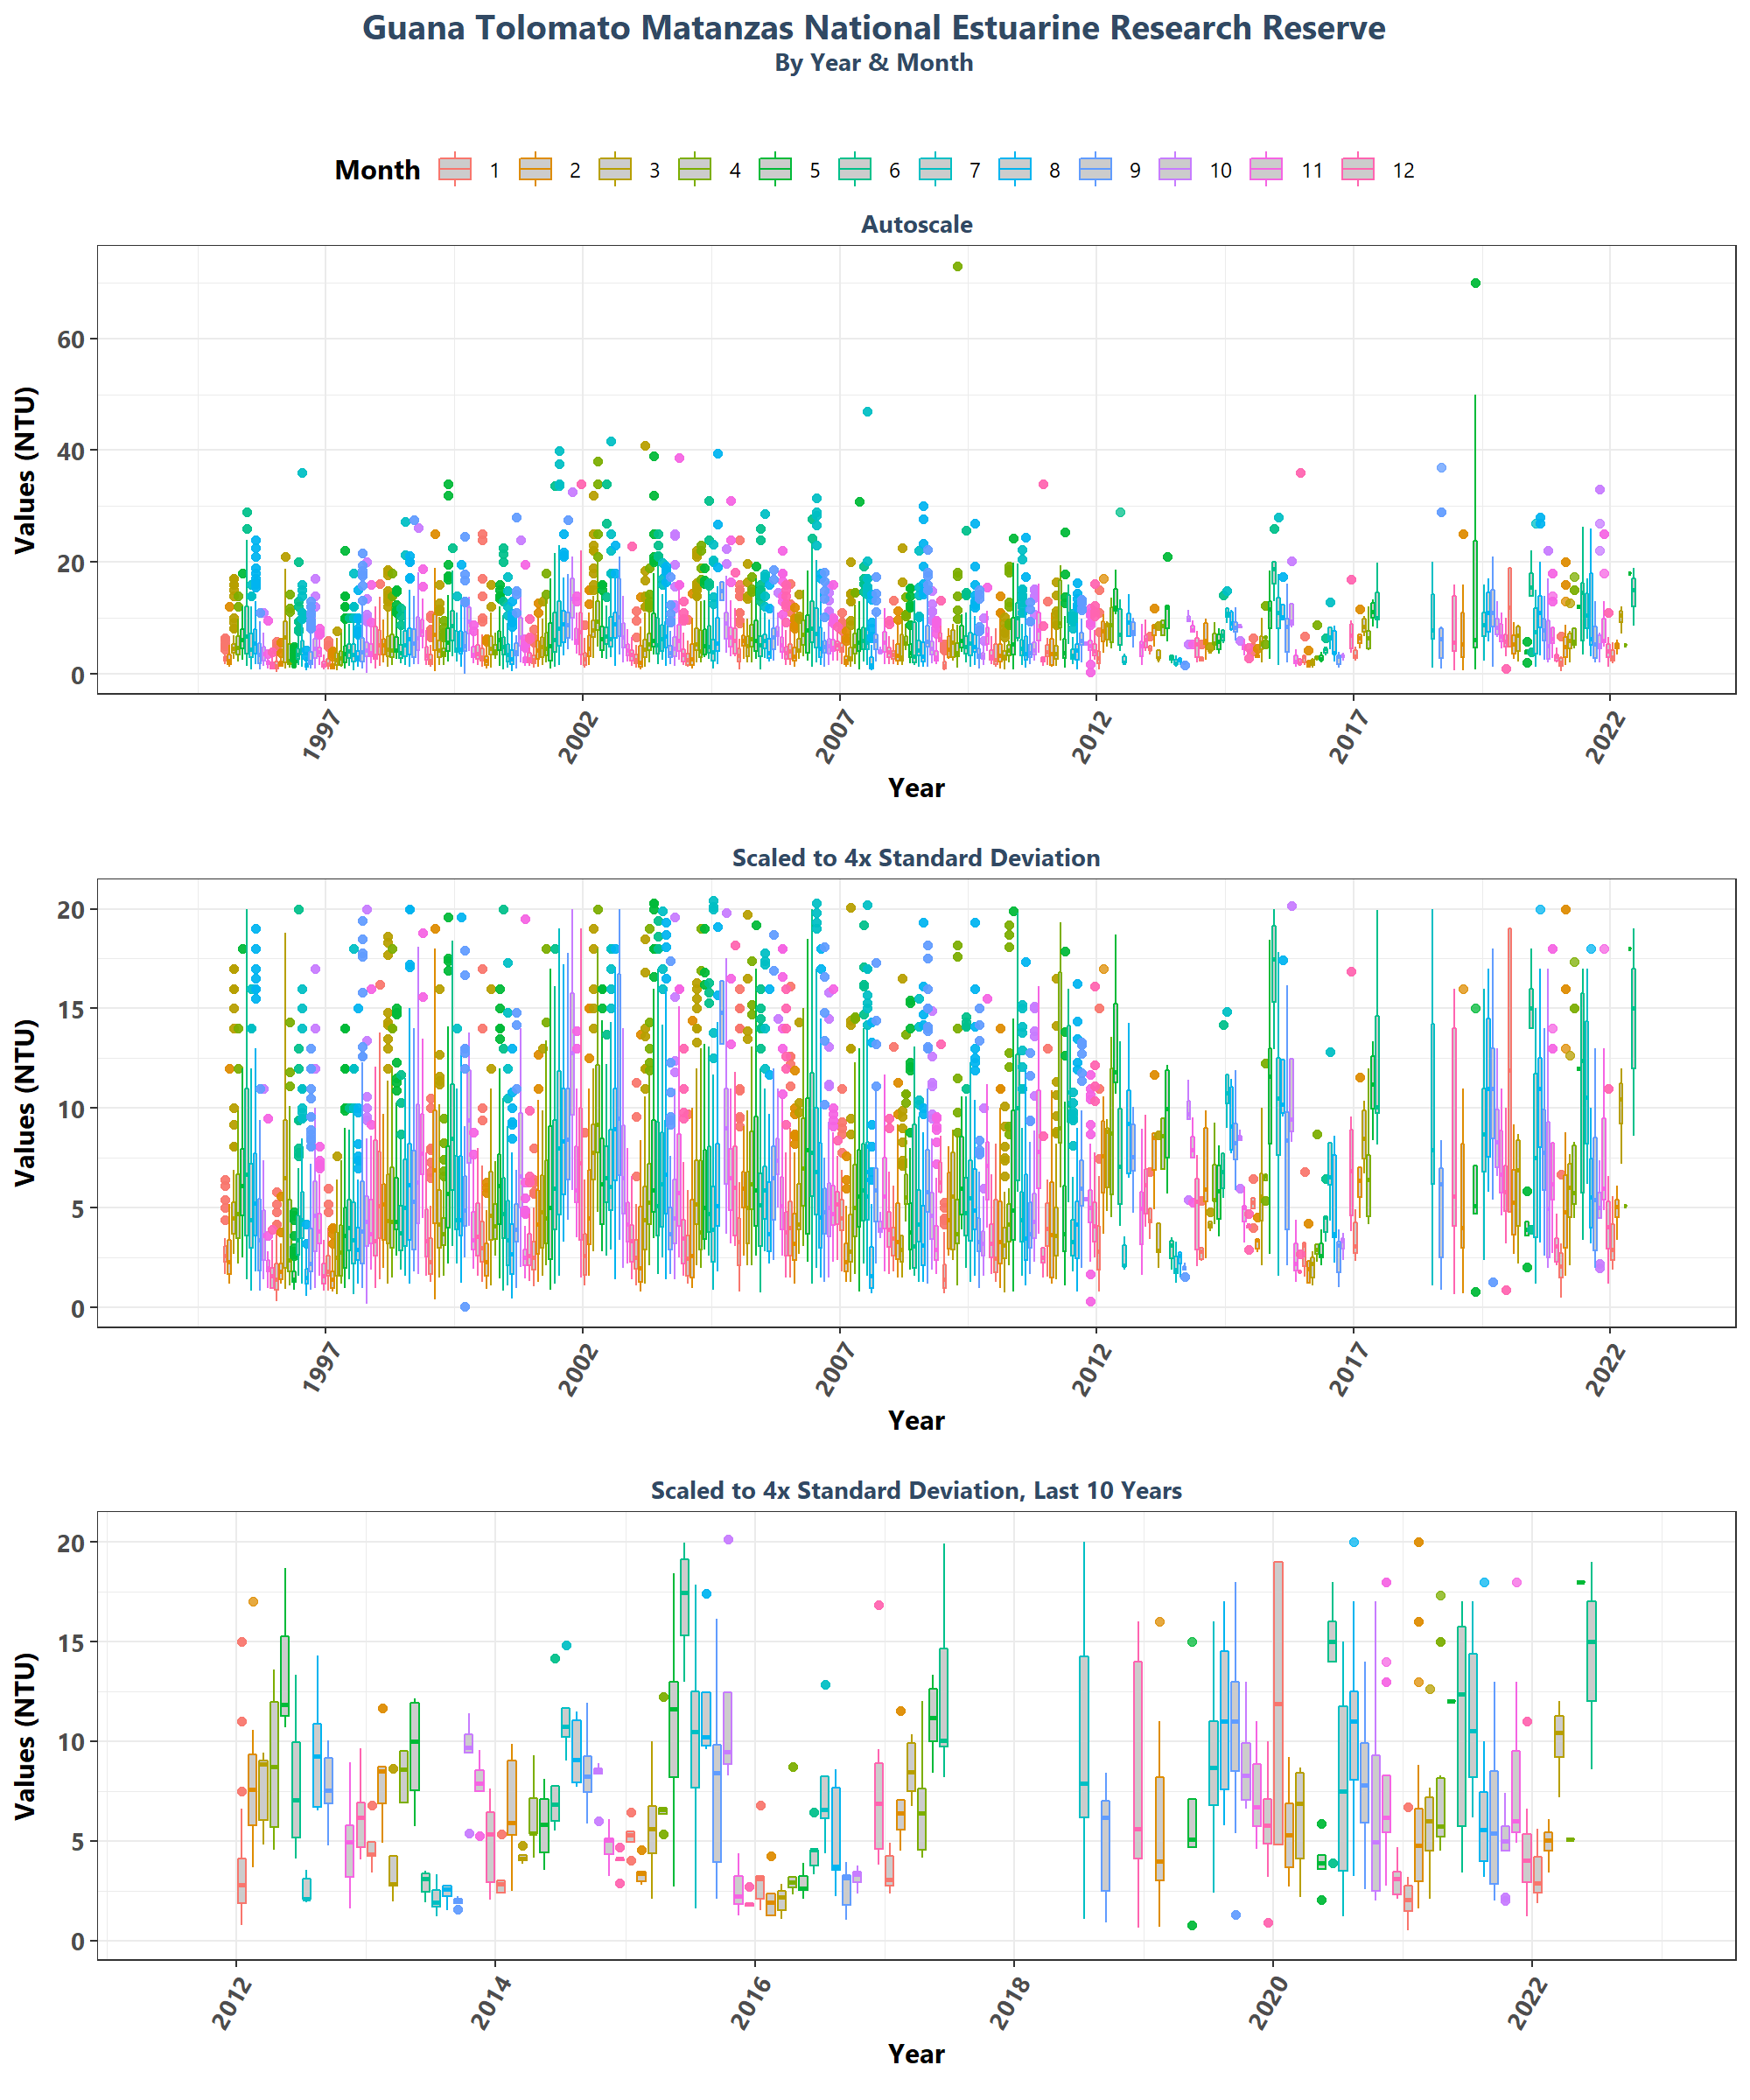 Guana Tolomato Matanzas National Estuarine Research Reserve
By Year & Month
Month 1 2 3 4 5 6 7 8 9 10 11 12
Autoscale
Values (NTU)
60
40
20
0
1997 2002 2007 2012 2017 2022
Year
Scaled to 4x Standard Deviation
Values (NTU)
20
15
10
5
0
1997 2002 2007 2012 2017 2022
Year
Scaled to 4x Standard Deviation, Last 10 Years
Values (NTU)
20
15
10
5
0
2012 2014 2016 2018 2020 2022
Year